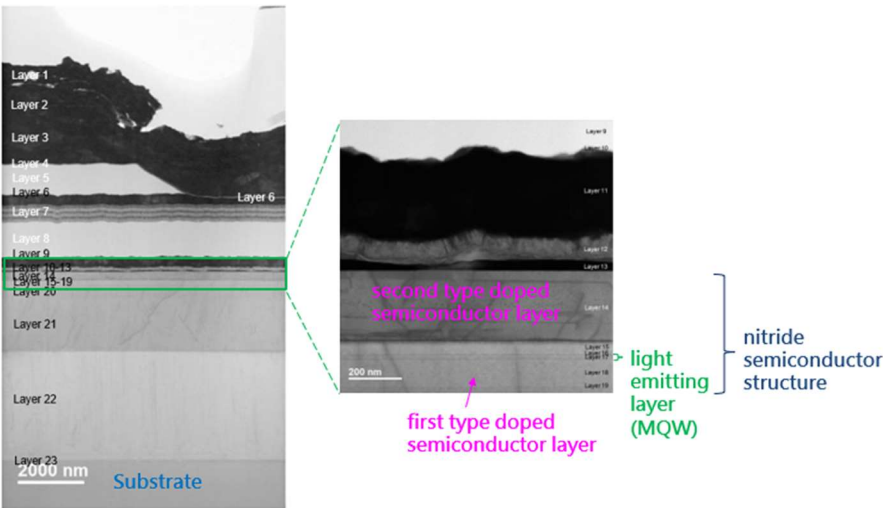 Layer 1
Layer 2
Layer 3
Layer 4
Layer 5
Layer 6
Layer 6
Layer 7
Layer 8
Layer 9
Layer 10-13
Layer 14
Layer 15-19
Layer 20
Layer 21
Layer 22
Layer 23
2000 nm
Substrate
Layer 9
Layer 10
Layer 11
Layer 12
Layer 13
second type doped
semiconductor layer
Layer 14
Layer 15
Layer 16
Layer 17
Layer 18
Layer 19
200 nm
first type doped
semiconductor layer
light
emitting
layer
(MQW)
nitride
semiconductor
structure